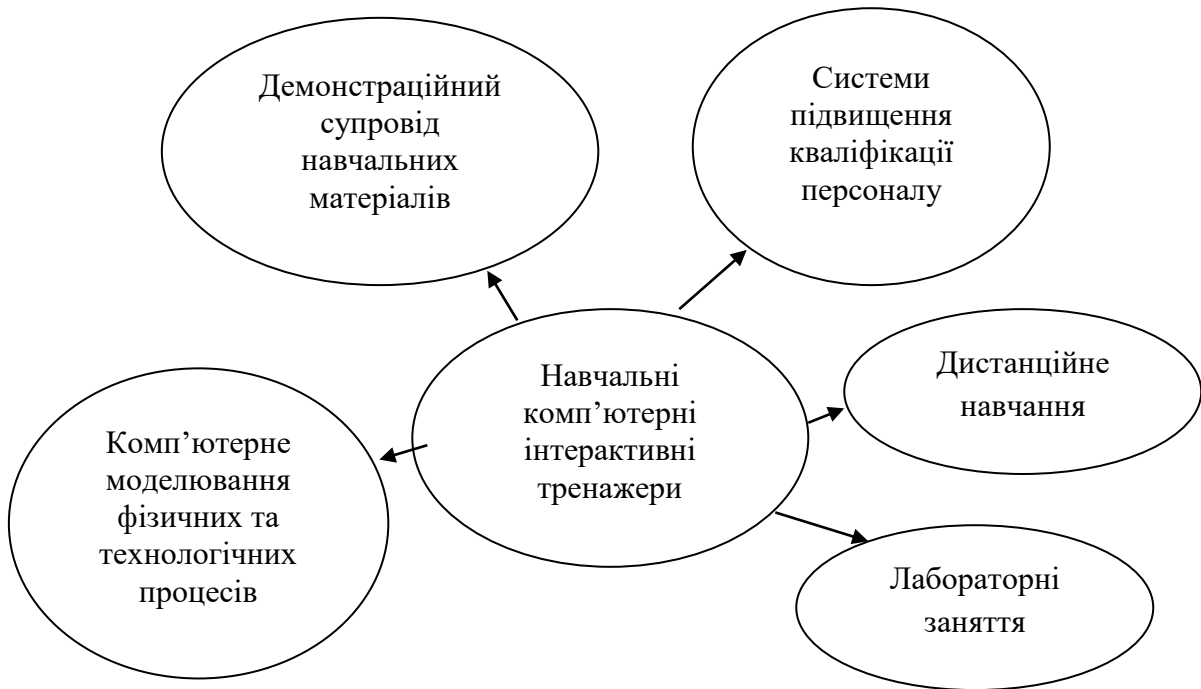 Демонстраційний
супровід
навчальних
матеріалів
Системи
підвищення
кваліфікації
персоналу
Навчальні
комп’ютерні
інтерактивні
тренажери
Дистанційне
навчання
Комп’ютерне
моделювання
фізичних та
технологічних
процесів
Лабораторні
заняття